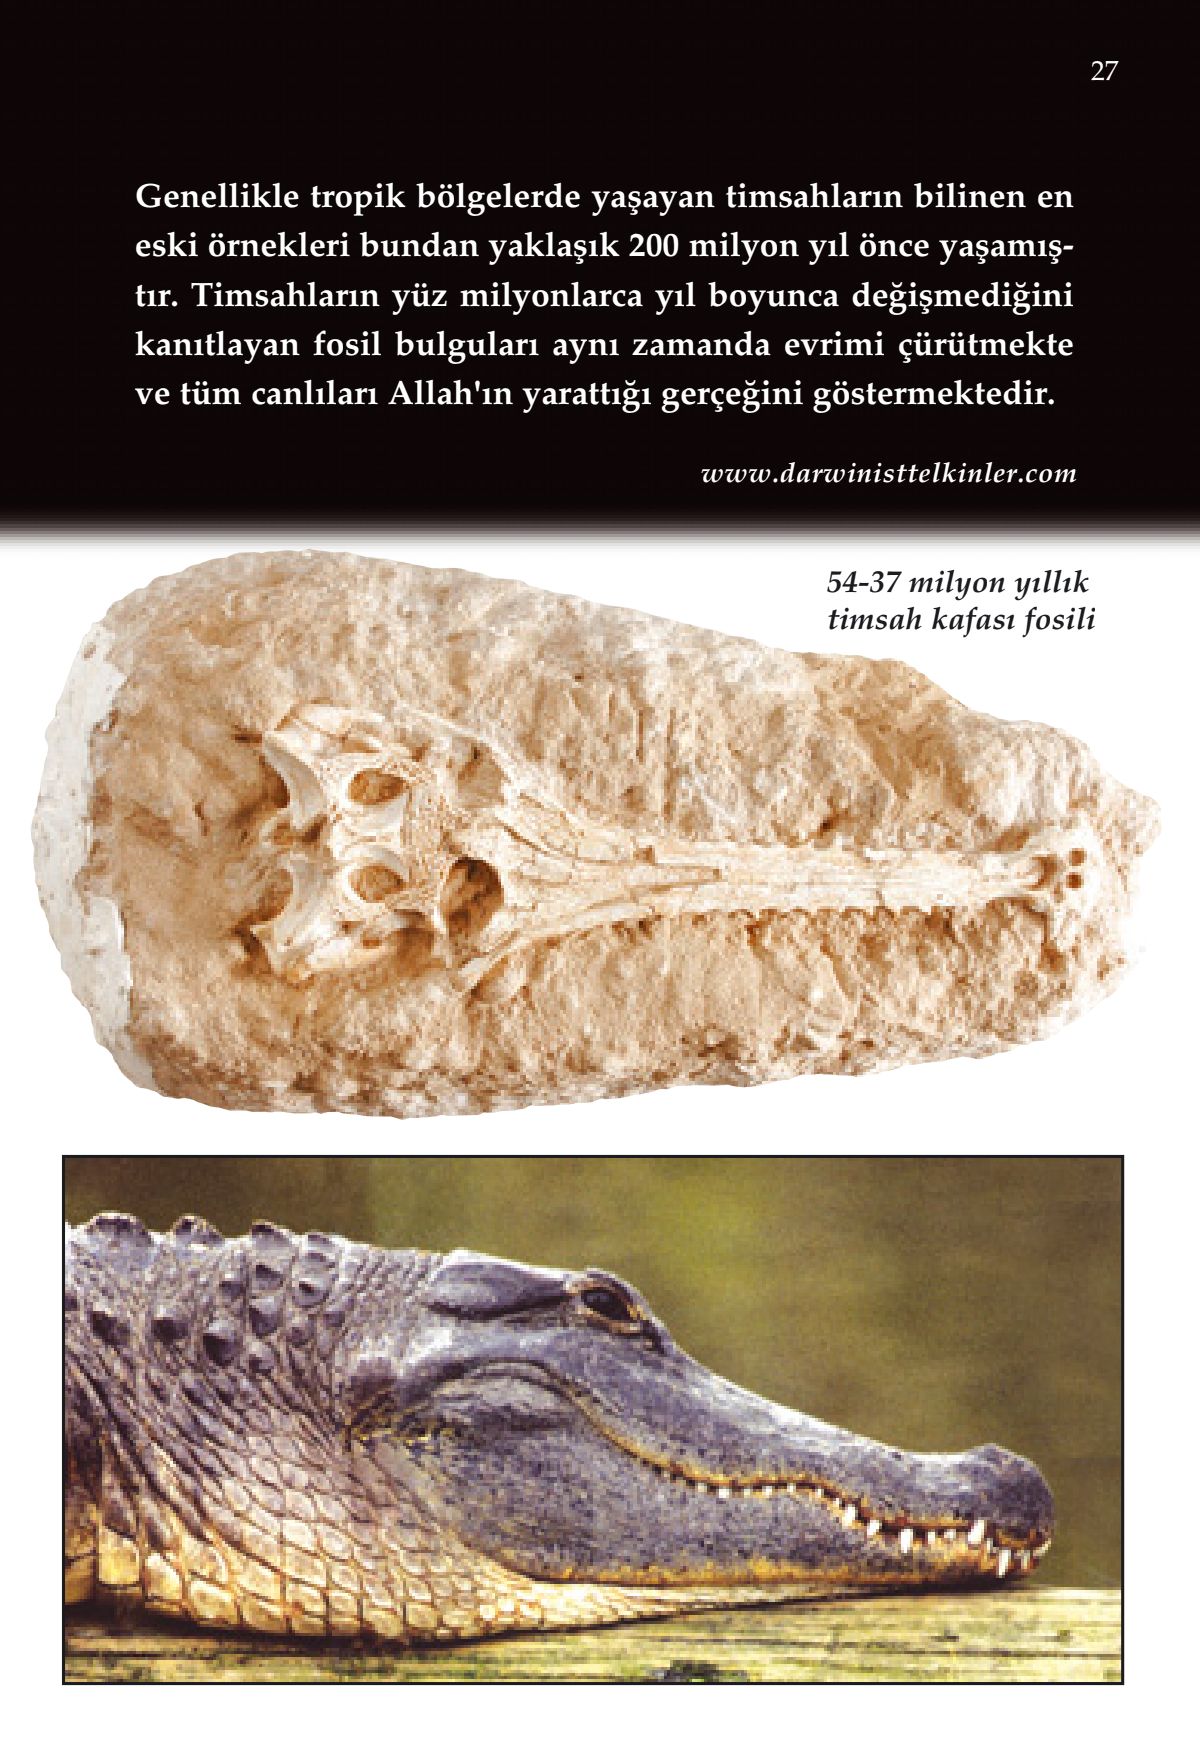 27
Genellikle tropik bölgelerde yaşayan timsahların bilinen en
eski örnekleri bundan yaklaşık 200 milyon yıl önce yaşamış-
tır. Timsahların yüz milyonlarca yıl boyunca değişmediğini
kanıtlayan fosil bulguları aynı zamanda evrimi çürütmekte
ve tüm canlıları Allah'ın yarattığı gerçeğini göstermektedir.
www.darwinisttelkinler.com
54-37 milyon yıllık
timsah kafası fosili